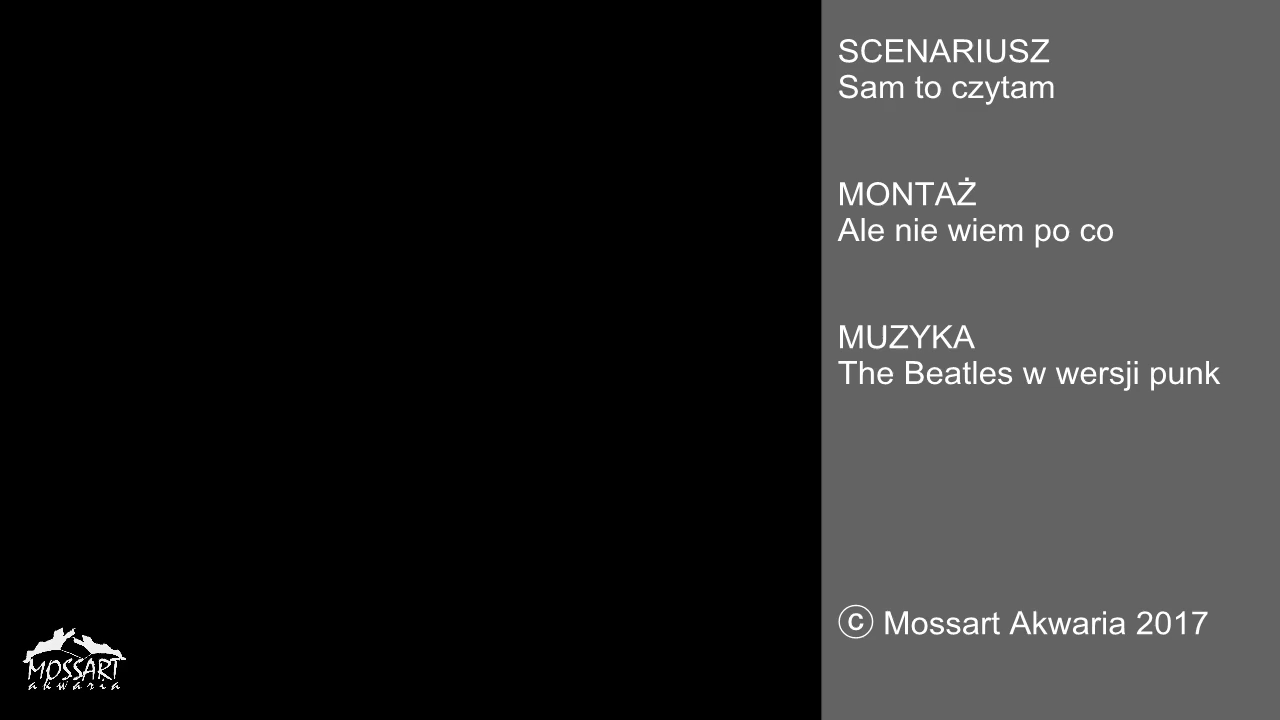 SCENARIUSZ
Sam to czytam
MONTAŻ
Ale nie wiem po co
MUZYKA
The Beatles w wersji punk
© Mossart Akwaria 2017
MOSSART
akwaria